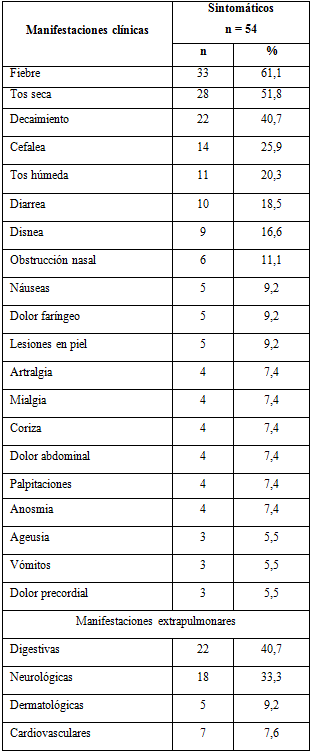 Manifestaciones clínicas Sintomáticos
n = 54
n %
Fiebre 33 61,1
Tos seca 28 51,8
Decaimiento 22 40,7
Cefalea 14 25,9
Tos húmeda 11 20,3
Diarrea 10 18,5
Disnea 9 16,6
Obstrucción nasal 6 11,1
Náuseas 5 9,2
Dolor faríngeo 5 9,2
Lesiones en piel 5 9,2
Artralgia 4 7,4
Mialgia 4 7,4
Coriza 4 7,4
Dolor abdominal 4 7,4
Palpitaciones 4 7,4
Anosmia 4 7,4
Ageusia 3 5,5
Vómitos 3 5,5
Dolor precordial 3 5,5
Manifestaciones extrapulmonares
Digestivas 22 40,7
Neurológicas 18 33,3
Dermatológicas 5 9,2
Cardiovasculares 7 7,6